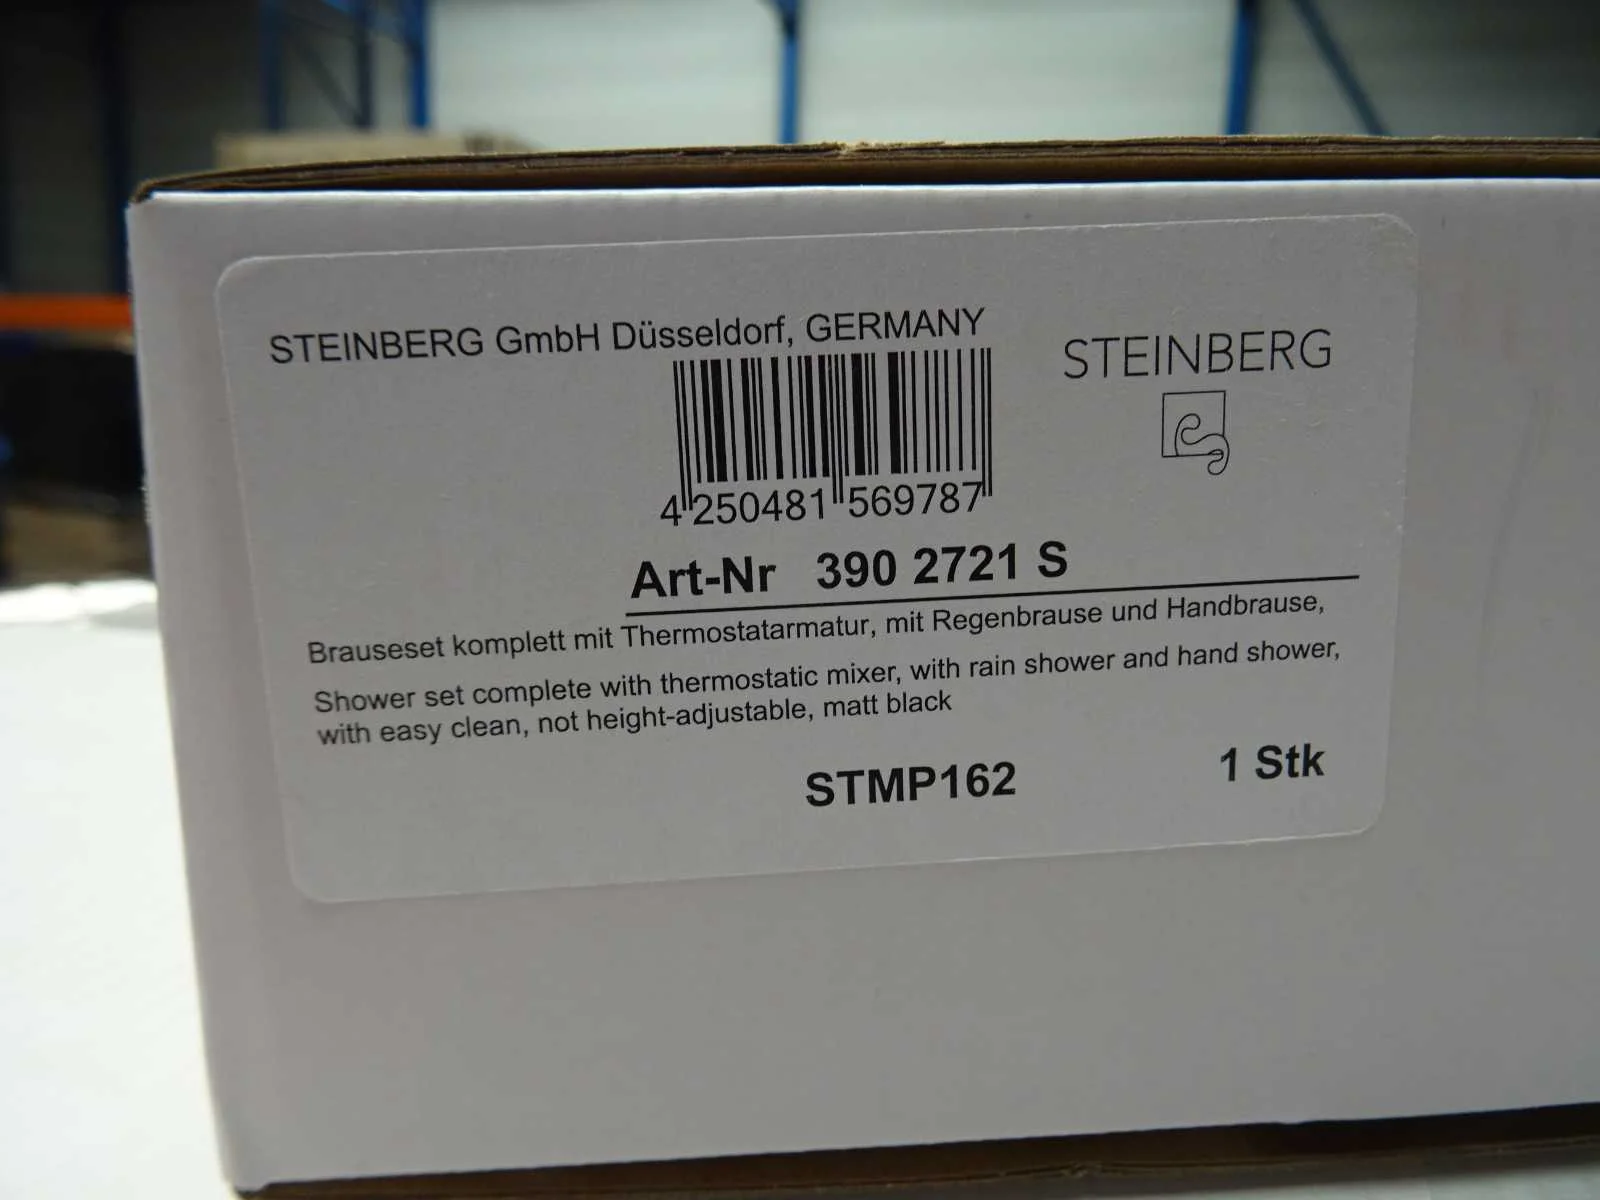 STEINBERG GmbH Düsseldorf, GERMANY
STEINBERG
4 250481 569787
Art-Nr 390 2721 S
Brauseset komplett mit Thermostatarmatur, mit Regenbrause und Handbrause,
Shower set complete with thermostatic mixer, with rain shower and hand shower,
with easy clean, not height-adjustable, matt black
STMP162 1 Stk